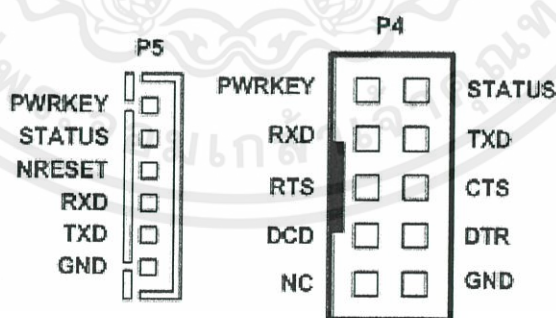 P5
PWRKEY
STATUS
NRESET
RXD
TXD
GND
P4
PWRKEY STATUS
RXD TXD
RTS CTS
DCD DTR
NC GND